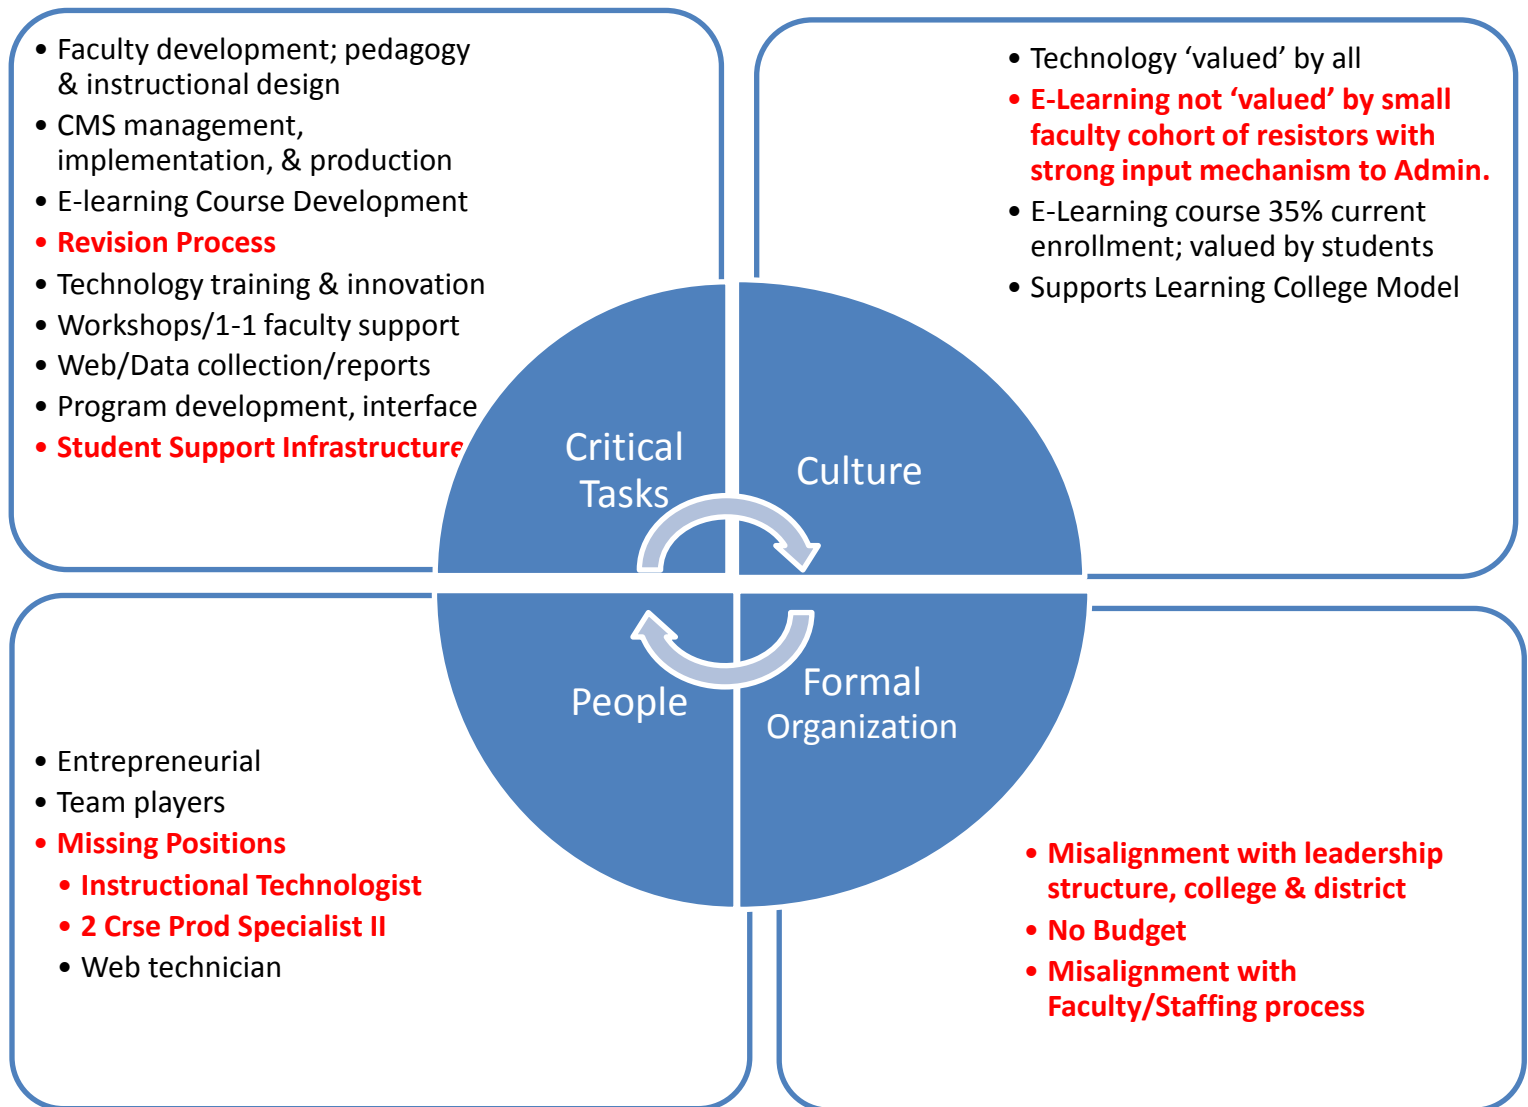 • Faculty development; pedagogy
& instructional design
• CMS management,
implementation, & production
• E-learning Course Development
• Revision Process
• Technology training & innovation
• Workshops/1-1 faculty support
• Web/Data collection/reports
• Program development, interface
• Student Support Infrastructure
• Technology ‘valued’ by all
• E-Learning not ‘valued’ by small
faculty cohort of resistors with
strong input mechanism to Admin.
• E-Learning course 35% current
enrollment; valued by students
• Supports Learning College Model
Critical
Tasks
Culture
People
Formal
Organization
• Entrepreneurial
• Team players
• Missing Positions
• Instructional Technologist
• 2 Crse Prod Specialist II
• Web technician
• Misalignment with leadership
structure, college & district
• No Budget
• Misalignment with
Faculty/Staffing process